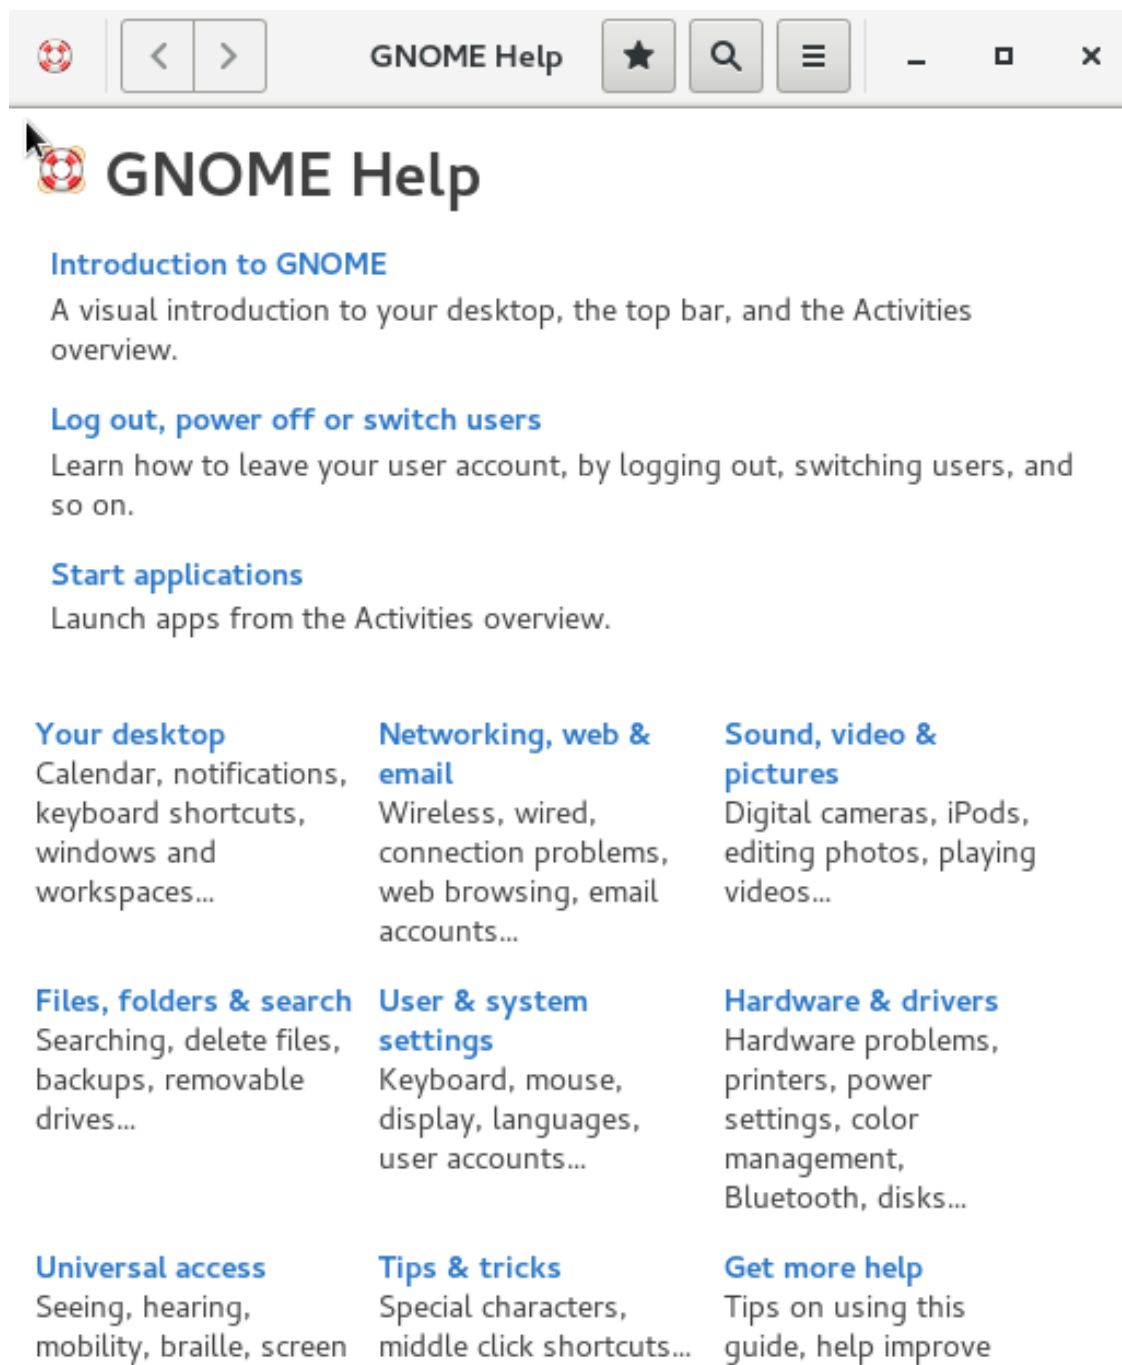 GNOME Help
GNOME Help
Introduction to GNOME
A visual introduction to your desktop, the top bar, and the Activities
overview.
Log out, power off or switch users
Learn how to leave your user account, by logging out, switching users, and
so on.
Start applications
Launch apps from the Activities overview.
Your desktop
Calendar, notifications,
keyboard shortcuts,
windows and
workspaces...
Networking, web &
email
Wireless, wired,
connection problems,
web browsing, email
accounts...
Sound, video &
pictures
Digital cameras, iPods,
editing photos, playing
videos...
Files, folders & search
Searching, delete files,
backups, removable
drives...
User & system
settings
Keyboard, mouse,
display, languages,
user accounts...
Hardware & drivers
Hardware problems,
printers, power
settings, color
management,
Bluetooth, disks...
Universal access
Seeing, hearing,
mobility, braille, screen
Tips & tricks
Special characters,
middle click shortcuts...
Get more help
Tips on using this
guide, help improve